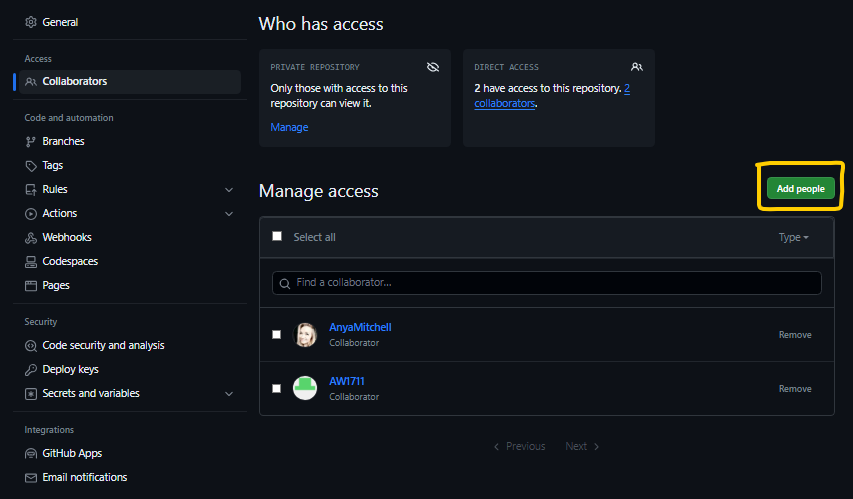 General
Access
Collaborators
Code and automation
Branches
Tags
Rules
Actions
Webhooks
Codespaces
Pages
Security
Code security and analysis
Deploy keys
Secrets and variables
Integrations
GitHub Apps
Email notifications
Who has access
PRIVATE REPOSITORY
Only those with access to this
repository can view it.
Manage
DIRECT ACCESS
2 have access to this repository. 2
collaborators.
Manage access
Add people
Select all
Type
Find a collaborator...
AnyaMitchell
Collaborator
Remove
AW1711
Collaborator
Remove
Previous
Next